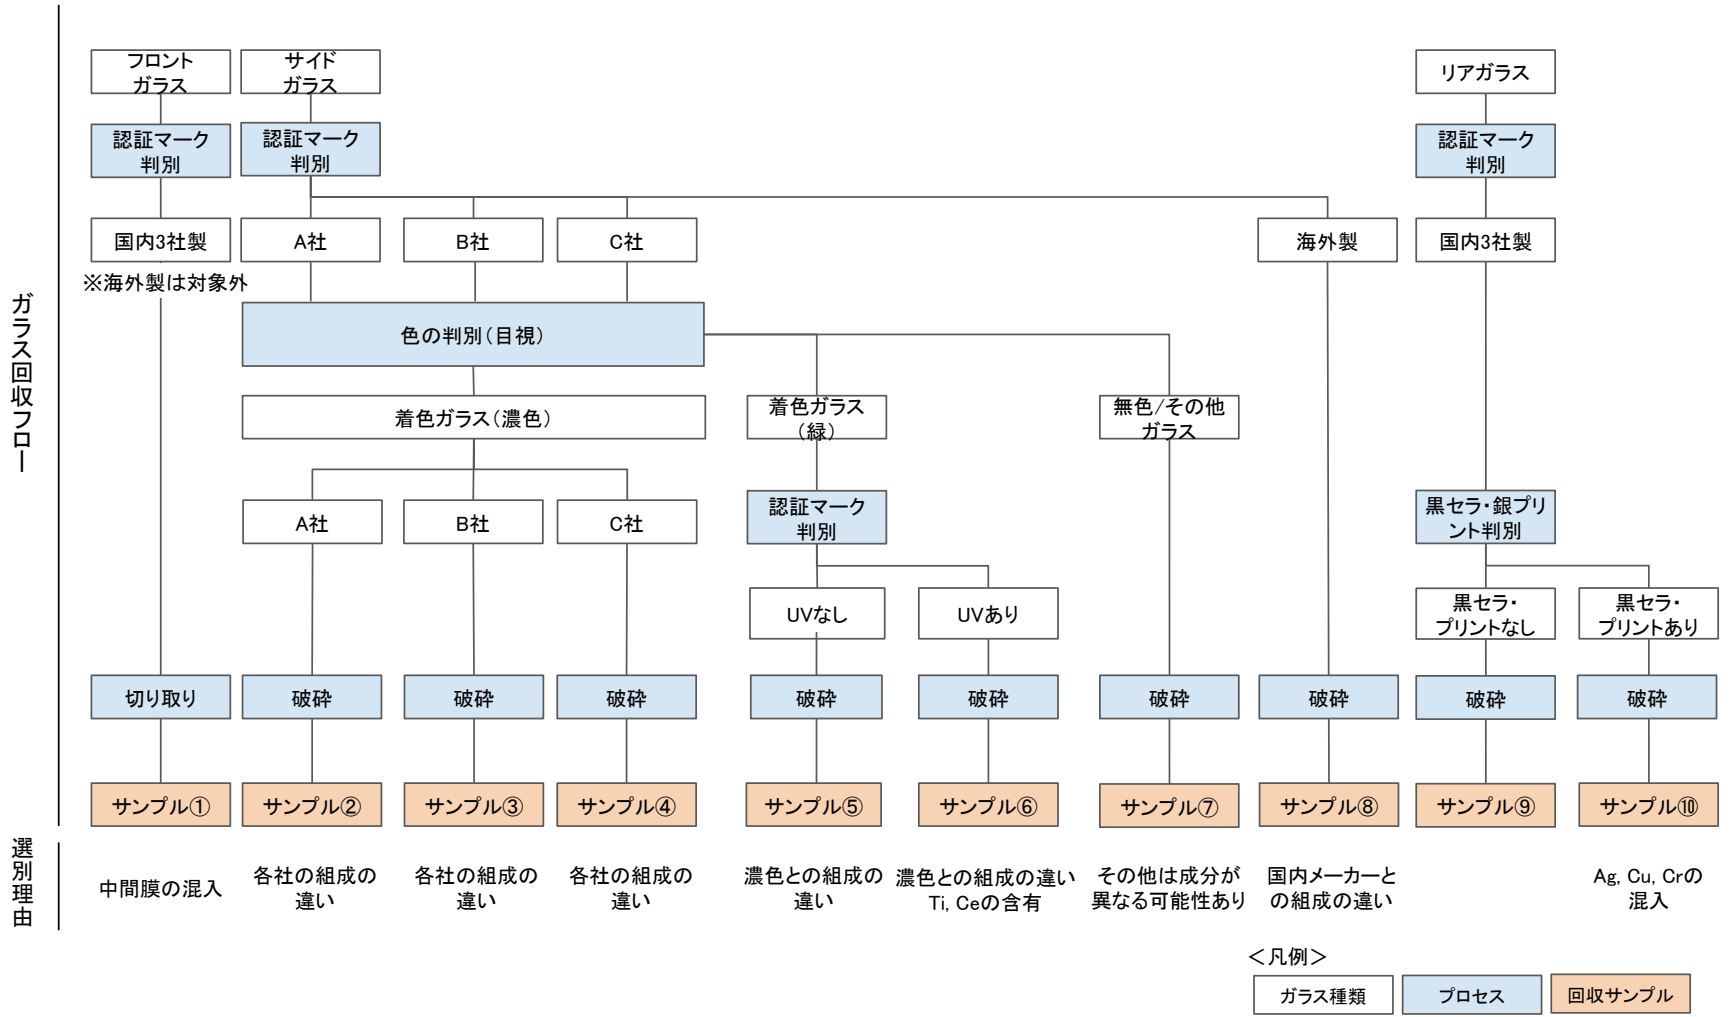 フロント
ガラス
サイド
ガラス
リアガラス
認証マーク
判別
認証マーク
判別
認証マーク
判別
国内3社製
A社
B社
C社
海外製
国内3社製
※海外製は対象外
ガラス回収フロー
色の判別(目視)
着色ガラス(濃色)
着色ガラス
(緑)
無色/その他
ガラス
A社
B社
C社
認証マーク
判別
黒セラ・銀プリ
ント判別
UVなし
UVあり
黒セラ・
プリントなし
黒セラ・
プリントあり
切り取り
破砕
破砕
破砕
破砕
破砕
破砕
破砕
破砕
破砕
サンプル①
サンプル②
サンプル③
サンプル④
サンプル⑤
サンプル⑥
サンプル⑦
サンプル⑧
サンプル⑨
サンプル⑩
選別理由
中間膜の混入
各社の組成の
違い
各社の組成の
違い
各社の組成の
違い
濃色との組成の
違い
濃色との組成の違い
Ti, Ceの含有
その他は成分が
異なる可能性あり
国内メーカーと
の組成の違い
Ag, Cu, Crの
混入
<凡例>
ガラス種類
プロセス
回収サンプル